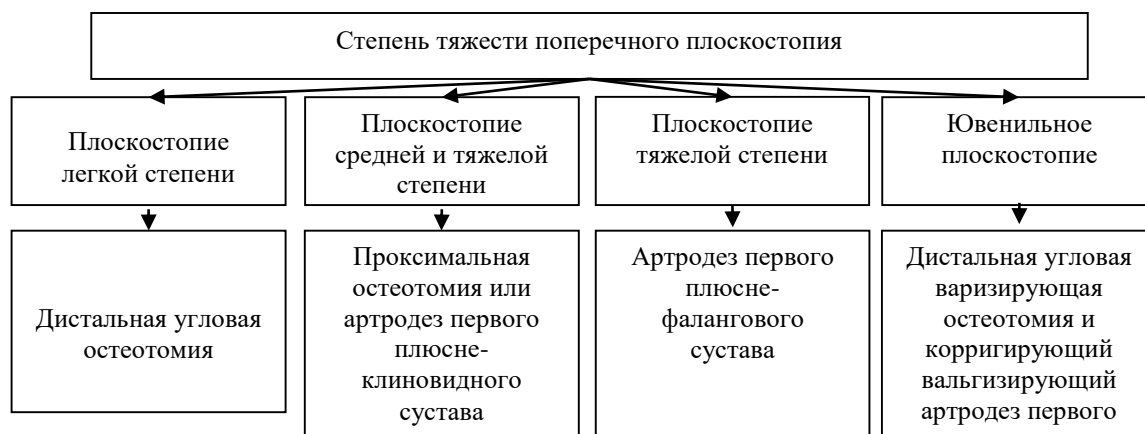 Степень тяжести поперечного плоскостопия
Плоскостопие
легкой степени
Плоскостопие
средней и тяжелой
степени
Плоскостопие
тяжелой степени
Ювенильное
плоскостопие
Дистальная угловая
остеотомия
Проксимальная
остеотомия или
артродез первого
плюсне-
клиновидного
сустава
Артродез первого
плюсне-
фалангового
сустава
Дистальная угловая
варизирующая
остеотомия и
корригирующий
вальгизирующий
артродез первого